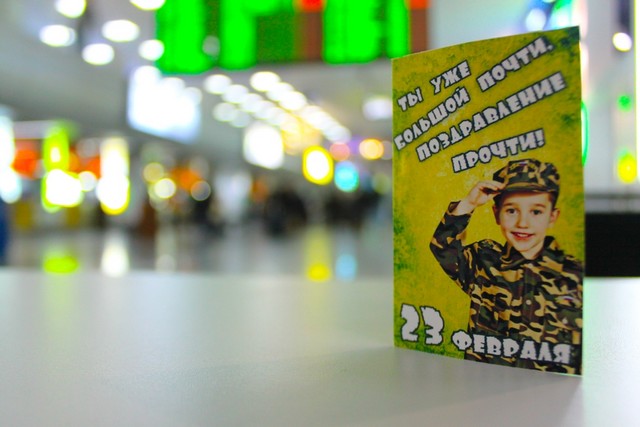 ТЫ УЖЕ
БОЛЬШОЙ ПОЧТИ.
ПОЗДРАВЛЕНИЕ
ПРОЧТИ!
23 ФЕВРАЛЯ